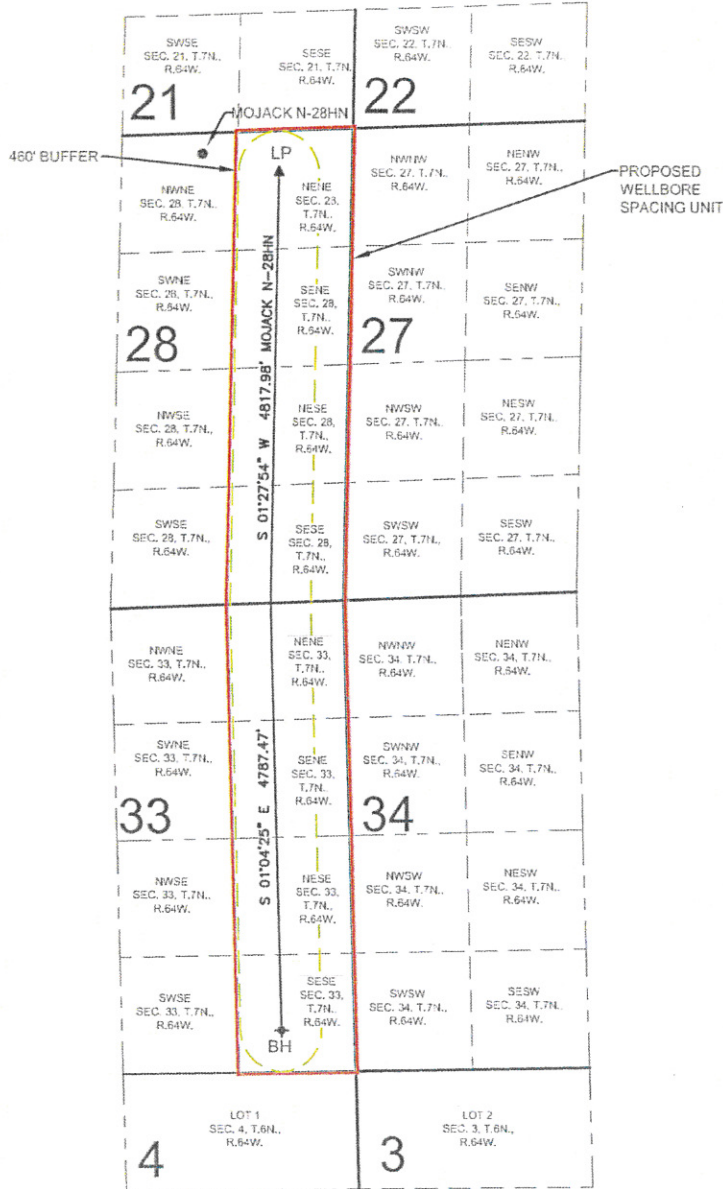 SWSE
SEC. 21, T.7N.,
R.64W.
SESE
SEC. 21, T.7N.
R.64W.
SWSW
SEC. 22, T.7N.
R.64W.
SESW
SEC. 22, T.7N.,
R.64W.
21
22
MOJACK N-28HN
460' BUFFER
LP
NWNE
SEC. 28, T.7N.,
R.64W.
NENE
SEC. 23,
T.7N.,
R.64W.
NWNW
SEC. 27, T.7N.,
R.64W.
NENW
SEC. 27, T.7N.,
R.64W.
PROPOSED
WELLBORE
SPACING UNIT
SWNE
SEC. 28, T.7N.,
R.64W.
SENE
SEC. 28,
T.7N.,
R.64W.
SWNW
SEC. 27, T.7N.,
R.64W.
SENW
SEC. 27, T.7N.,
R.64W.
28
27
S 01°27'54" W 4817.98' MOJACK N-28HN
NWSE
SEC. 28, T.7N.,
R.64W.
NESE
SEC. 28,
T.7N.,
R.64W.
NWSW
SEC. 27, T.7N.,
R.64W.
NESW
SEC. 27, T.7N.,
R.64W.
SWSE
SEC. 28, T.7N.,
R.64W.
SESE
SEC. 28,
T.7N.,
R.64W.
SWSW
SEC. 27, T.7N.,
R.64W.
SESW
SEC. 27, T.7N.,
R.64W.
NWNE
SEC. 33, T.7N.,
R.64W.
NENE
SEC. 33,
T.7N.,
R.64W.
NWNW
SEC. 34, T.7N.,
R.64W.
NENW
SEC. 34, T.7N.,
R.64W.
SWNE
SEC. 33, T.7N.,
R.64W.
SENE
SEC. 33,
T.7N.,
R.64W.
SWNW
SEC. 34, T.7N.,
R.64W.
SENW
SEC. 34, T.7N.,
R.64W.
33
34
S 01°04'25" E 4787.47'
NWSE
SEC. 33, T.7N.,
R.64W.
NESE
SEC. 33,
T.7N.,
R.64W.
NWSW
SEC. 34, T.7N.,
R.64W.
NESW
SEC. 34, T.7N.,
R.64W.
SWSE
SEC. 33, T.7N.,
R.64W.
SESE
SEC. 33,
T.7N.,
R.64W.
SWSW
SEC. 34, T.7N.,
R.64W.
SESW
SEC. 34, T.7N.,
R.64W.
BH
LOT 1
SEC. 4, T.6N.,
R.64W.
LOT 2
SEC. 3, T.6N.,
R.64W.
4
3